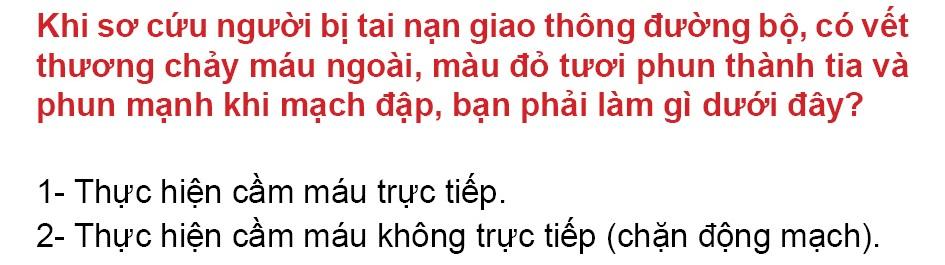 Khi sơ cứu người bị tai nạn giao thông đường bộ, có vết
thương chảy máu ngoài, màu đỏ tươi phun thành tia và
phun mạnh khi mạch đập, bạn phải làm gì dưới đây?
1- Thực hiện cầm máu trực tiếp.
2- Thực hiện cầm máu không trực tiếp (chặn động mạch).